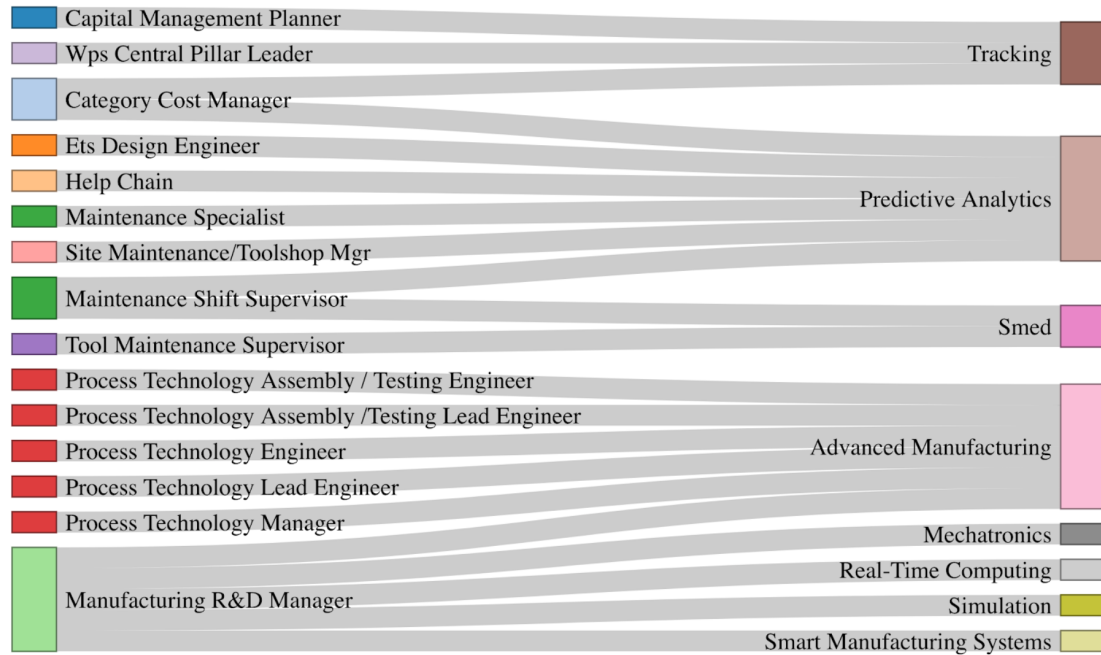 Capital Management Planner
Wps Central Pillar Leader
Category Cost Manager
Ets Design Engineer
Help Chain
Maintenance Specialist
Site Maintenance/Toolshop Mgr
Maintenance Shift Supervisor
Tool Maintenance Supervisor
Process Technology Assembly / Testing Engineer
Process Technology Assembly /Testing Lead Engineer
Process Technology Engineer
Process Technology Lead Engineer
Process Technology Manager
Manufacturing R&D Manager
Tracking
Predictive Analytics
Smed
Advanced Manufacturing
Mechatronics
Real-Time Computing
Simulation
Smart Manufacturing Systems